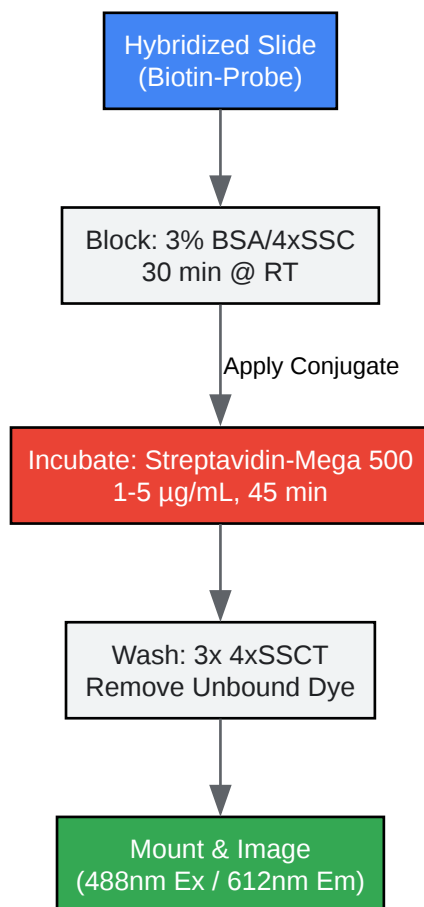 Hybridized Slide
(Biotin-Probe)
Block: 3% BSA/4xSSC
30 min @ RT
Apply Conjugate
Incubate: Streptavidin-Mega 500
1-5 µg/mL, 45 min
Wash: 3x 4xSSCT
Remove Unbound Dye
Mount & Image
(488nm Ex / 612nm Em)